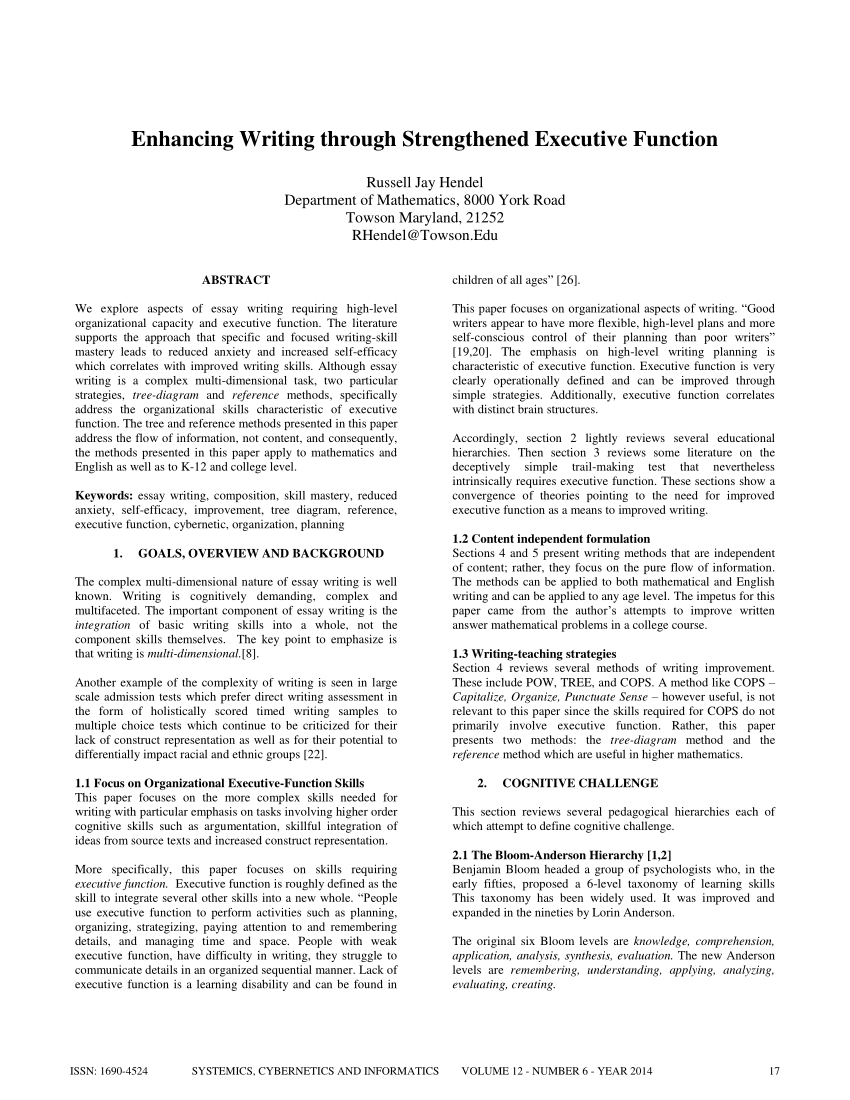 Enhancing Writing through Strengthened Executive Function
Russell Jay Hendel
Department of Mathematics, 8000 York Road
Towson Maryland, 21252
RHendel@Towson.Edu
ABSTRACT
We explore aspects of essay writing requiring high-level
organizational capacity and executive function. The literature
supports the approach that specific and focused writing-skill
mastery leads to reduced anxiety and increased self-efficacy
which correlates with improved writing skills. Although essay
writing is a complex multi-dimensional task, two particular
strategies, tree-diagram and reference methods, specifically
address the organizational skills characteristic of executive
function. The tree and reference methods presented in this paper
address the flow of information, not content, and consequently,
the methods presented in this paper apply to mathematics and
English as well as to K-12 and college level.
Keywords: essay writing, composition, skill mastery, reduced
anxiety, self-efficacy, improvement, tree diagram, reference,
executive function, cybernetic, organization, planning
1. GOALS, OVERVIEW AND BACKGROUND
The complex multi-dimensional nature of essay writing is well
known. Writing is cognitively demanding, complex and
multifaceted. The important component of essay writing is the
integration of basic writing skills into a whole, not the
component skills themselves. The key point to emphasize is
that writing is multi-dimensional.[8].
Another example of the complexity of writing is seen in large
scale admission tests which prefer direct writing assessment in
the form of holistically scored timed writing samples to
multiple choice tests which continue to be criticized for their
lack of construct representation as well as for their potential to
differentially impact racial and ethnic groups [22].
1.1 Focus on Organizational Executive-Function Skills
This paper focuses on the more complex skills needed for
writing with particular emphasis on tasks involving higher order
cognitive skills such as argumentation, skillful integration of
ideas from source texts and increased construct representation.
More specifically, this paper focuses on skills requiring
executive function. Executive function is roughly defined as the
skill to integrate several other skills into a new whole. “People
use executive function to perform activities such as planning,
organizing, strategizing, paying attention to and remembering
details, and managing time and space. People with weak
executive function, have difficulty in writing, they struggle to
communicate details in an organized sequential manner. Lack of
executive function is a learning disability and can be found in
children of all ages” [26].
This paper focuses on organizational aspects of writing. “Good
writers appear to have more flexible, high-level plans and more
self-conscious control of their planning than poor writers”
[19,20]. The emphasis on high-level writing planning is
characteristic of executive function. Executive function is very
clearly operationally defined and can be improved through
simple strategies. Additionally, executive function correlates
with distinct brain structures.
Accordingly, section 2 lightly reviews several educational
hierarchies. Then section 3 reviews some literature on the
deceptively simple trail-making test that nevertheless
intrinsically requires executive function. These sections show a
convergence of theories pointing to the need for improved
executive function as a means to improved writing.
1.2 Content independent formulation
Sections 4 and 5 present writing methods that are independent
of content; rather, they focus on the pure flow of information.
The methods can be applied to both mathematical and English
writing and can be applied to any age level. The impetus for this
paper came from the author’s attempts to improve written
answer mathematical problems in a college course.
1.3 Writing-teaching strategies
Section 4 reviews several methods of writing improvement.
These include POW, TREE, and COPS. A method like COPS –
Capitalize, Organize, Punctuate Sense – however useful, is not
relevant to this paper since the skills required for COPS do not
primarily involve executive function. Rather, this paper
presents two methods: the tree-diagram method and the
reference method which are useful in higher mathematics.
2. COGNITIVE CHALLENGE
This section reviews several pedagogical hierarchies each of
which attempt to define cognitive challenge.
2.1 The Bloom-Anderson Hierarchy [1,2]
Benjamin Bloom headed a group of psychologists who, in the
early fifties, proposed a 6-level taxonomy of learning skills
This taxonomy has been widely used. It was improved and
expanded in the nineties by Lorin Anderson.
The original six Bloom levels are knowledge, comprehension,
application, analysis, synthesis, evaluation. The new Anderson
levels are remembering, understanding, applying, analyzing,
evaluating, creating.
ISSN: 1690-4524 SYSTEMICS, CYBERNETICS AND INFORMATICS VOLUME 12 - NUMBER 6 - YEAR 2014 17